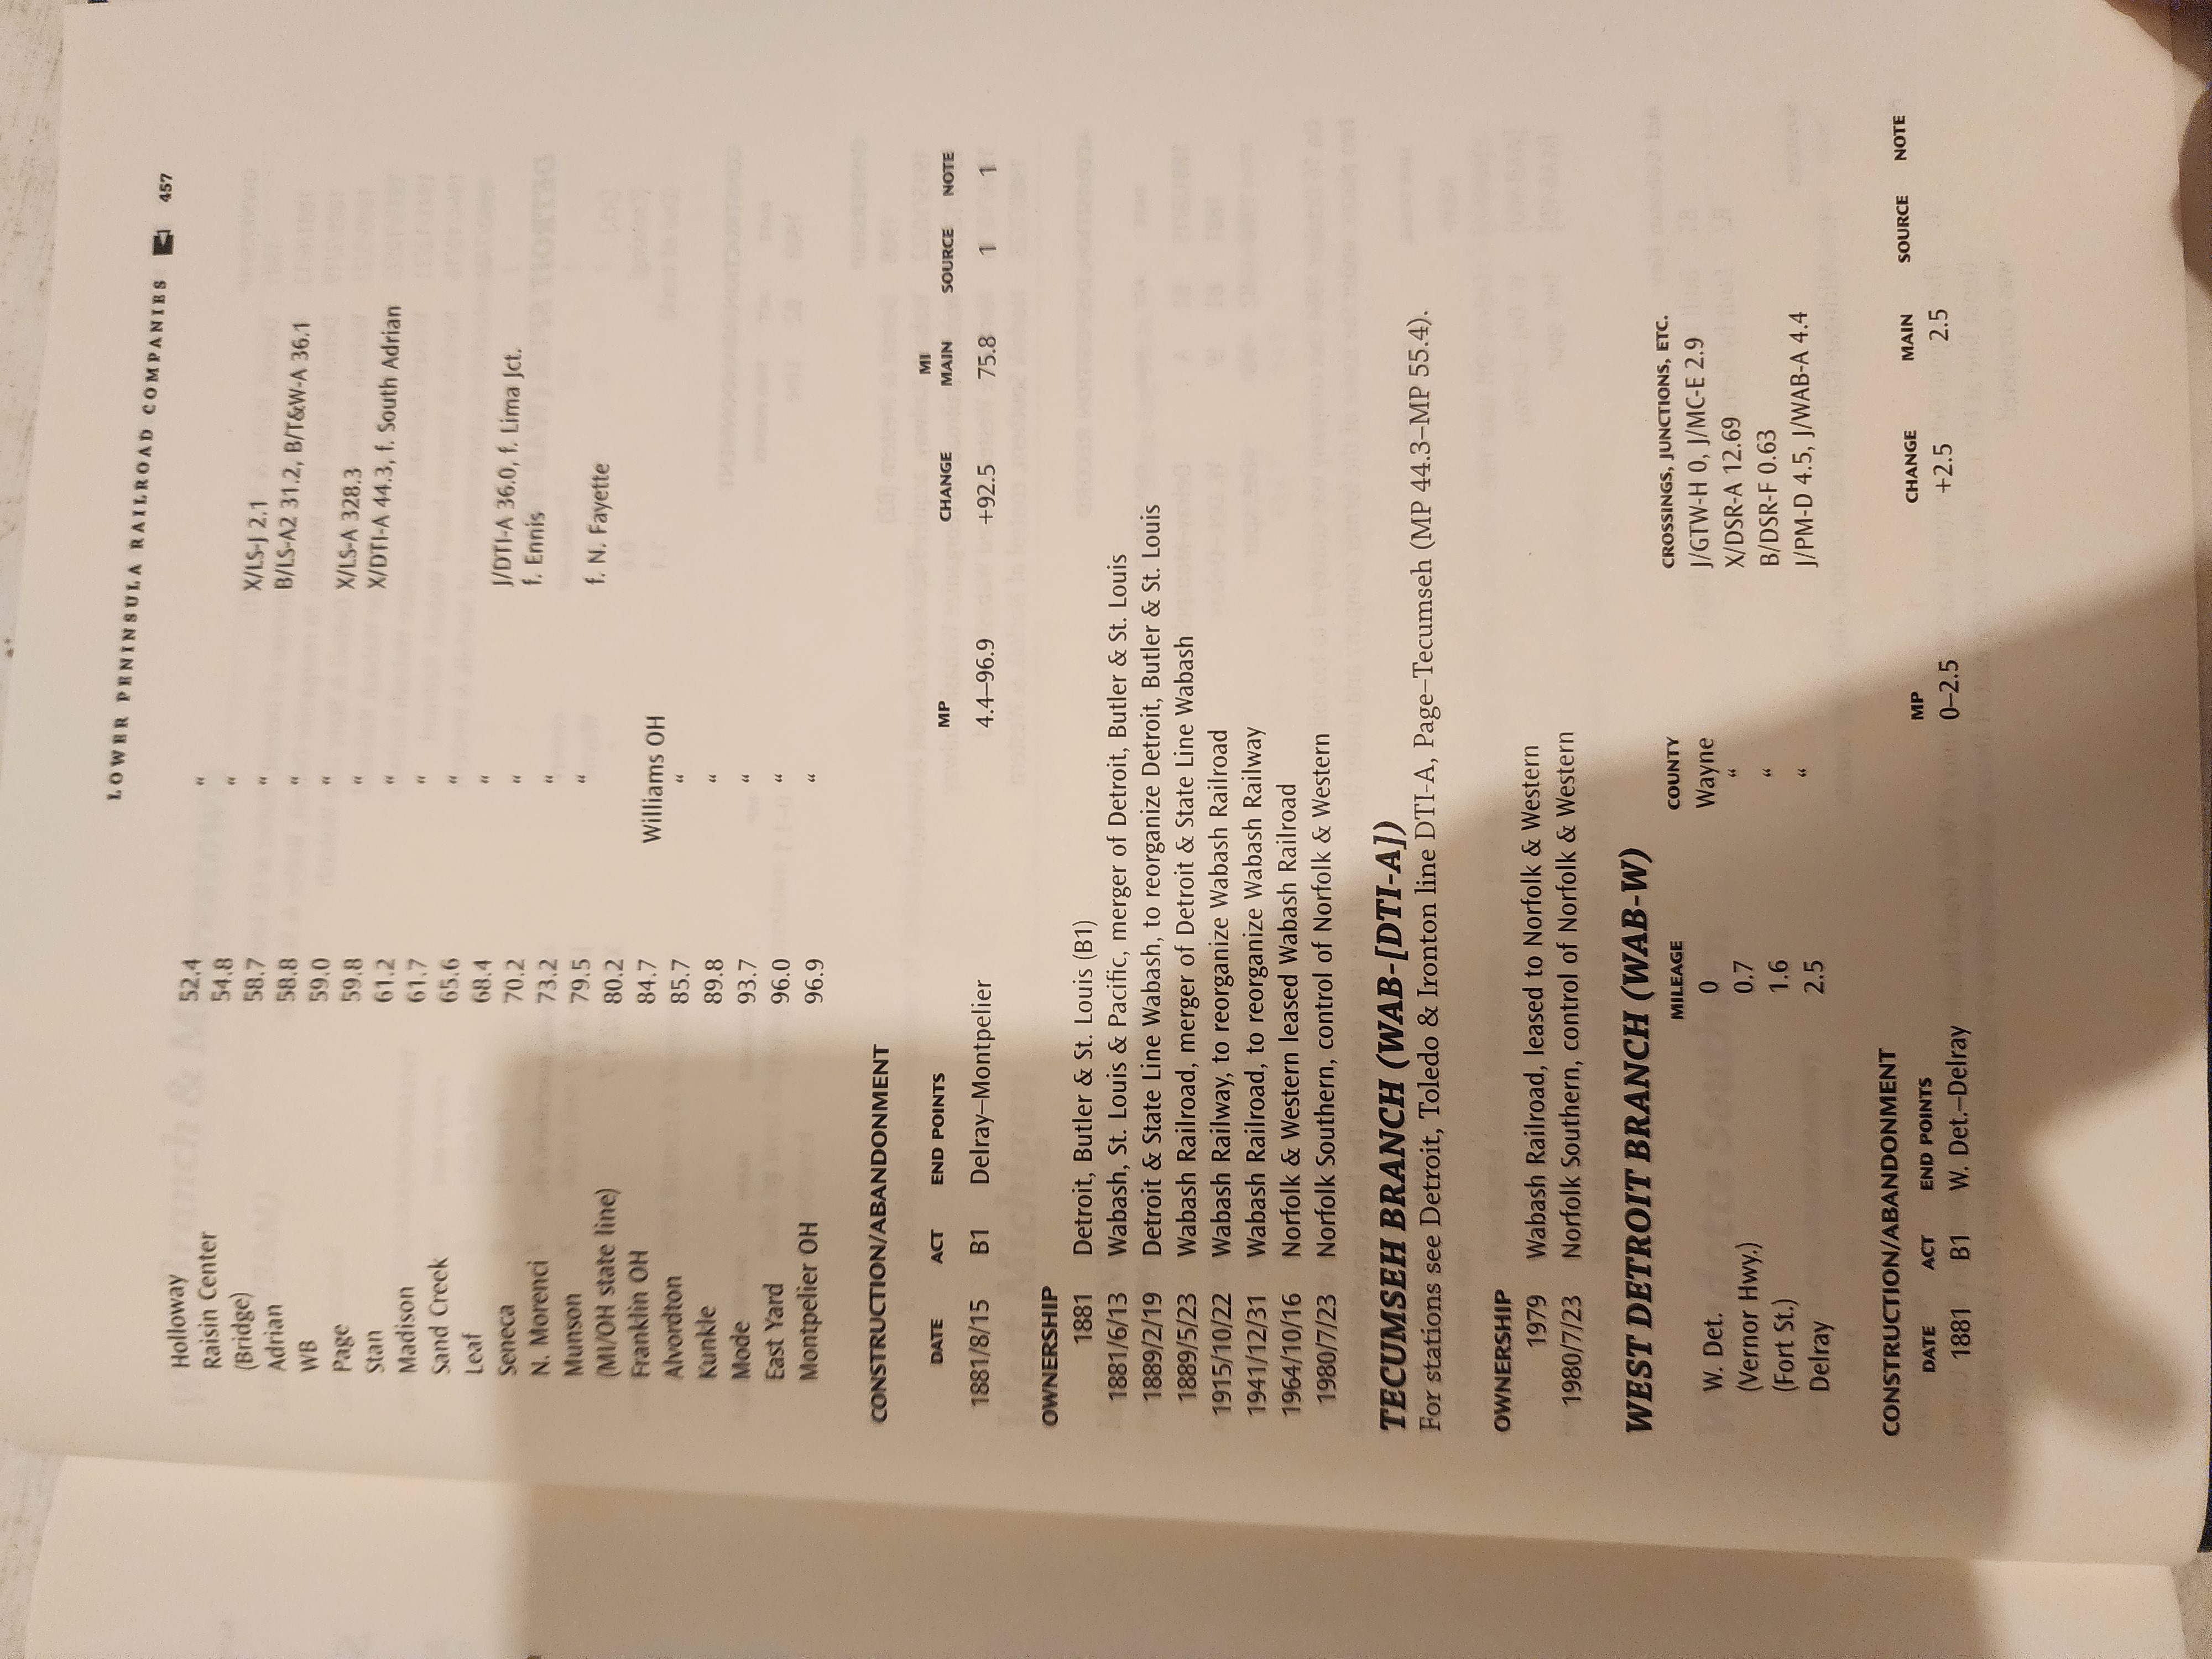 LOWER PENINSULA RAILROAD COMPANIES 457
Holloway 52.4 "
Raisin Center 54.8 "
(Bridge) 58.7 " X/LS-J 2.1
Adrian 58.8 " B/LS-A2 31.2, B/T&W-A 36.1
WB 59.0 "
Page 59.8 " X/LS-A 328.3
Stan 61.2 " X/DTI-A 44.3, f. South Adrian
Madison 61.7 "
Sand Creek 65.6 "
Leaf 68.4 "
Seneca 70.2 " J/DTI-A 36.0, f. Lima Jct.
N. Morenci 73.2 " f. Ennis
Munson 79.5 "
(MI/OH state line) 80.2 f. N. Fayette
Franklin OH 84.7 Williams OH
Alvordton 85.7 "
Kunkle 89.8 "
Mode 93.7 "
East Yard 96.0 "
Montpelier OH 96.9 "
CONSTRUCTION/ABANDONMENT
MI
DATE ACT END POINTS MP CHANGE MAIN SOURCE NOTE
1881/8/15 B1 Delray–Montpelier 4.4–96.9 +92.5 75.8 1 1
OWNERSHIP
1881 Detroit, Butler & St. Louis (B1)
1881/6/13 Wabash, St. Louis & Pacific, merger of Detroit, Butler & St. Louis
1889/2/19 Detroit & State Line Wabash, to reorganize Detroit, Butler & St. Louis
1889/5/23 Wabash Railroad, merger of Detroit & State Line Wabash
1915/10/22 Wabash Railway, to reorganize Wabash Railroad
1941/12/31 Wabash Railroad, to reorganize Wabash Railway
1964/10/16 Norfolk & Western leased Wabash Railroad
1980/7/23 Norfolk Southern, control of Norfolk & Western
TECUMSEH BRANCH (WAB-[DTI-A])
For stations see Detroit, Toledo & Ironton line DTI-A, Page–Tecumseh (MP 44.3–MP 55.4).
OWNERSHIP
1979 Wabash Railroad, leased to Norfolk & Western
1980/7/23 Norfolk Southern, control of Norfolk & Western
WEST DETROIT BRANCH (WAB-W)
MILEAGE COUNTY CROSSINGS, JUNCTIONS, ETC.
W. Det. 0 Wayne J/GTW-H 0, J/MC-E 2.9
(Vernor Hwy.) 0.7 " X/DSR-A 12.69
(Fort St.) 1.6 " B/DSR-F 0.63
Delray 2.5 " J/PM-D 4.5, J/WAB-A 4.4
CONSTRUCTION/ABANDONMENT
DATE ACT END POINTS MP CHANGE MAIN SOURCE NOTE
1881 B1 W. Det.–Delray 0–2.5 +2.5 2.5